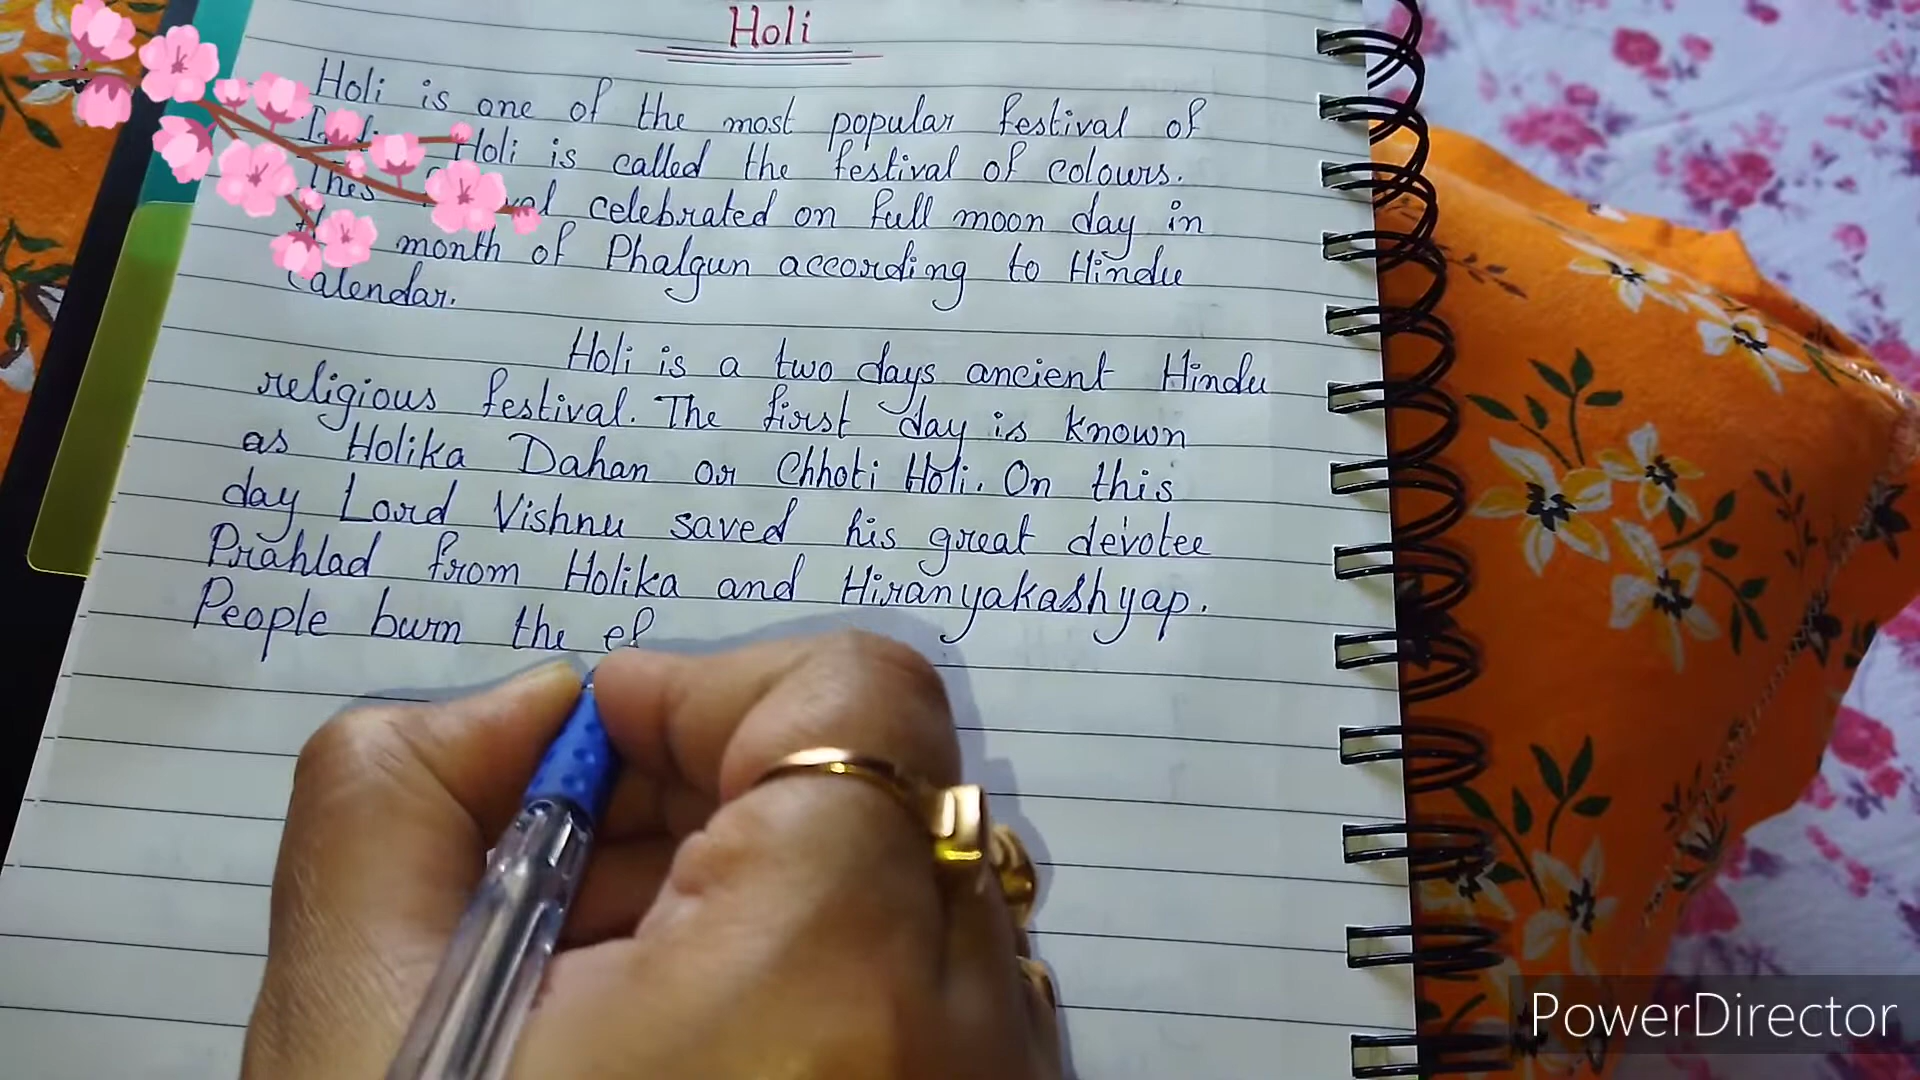 Holi
Holi is one of the most popular festival of
Holi is called the festival of colours.
celebrated on full moon day in
month of Phalgun according to Hindu
Calendar.
Holi is a two days ancient Hindu
religious festival. The first day is known
as Holika Dahan or Chhoti Holi. On this
day Lord Vishnu saved his great devotee
Prahlad from Holika and Hiranyakashyap.
People burn the ef
PowerDirector